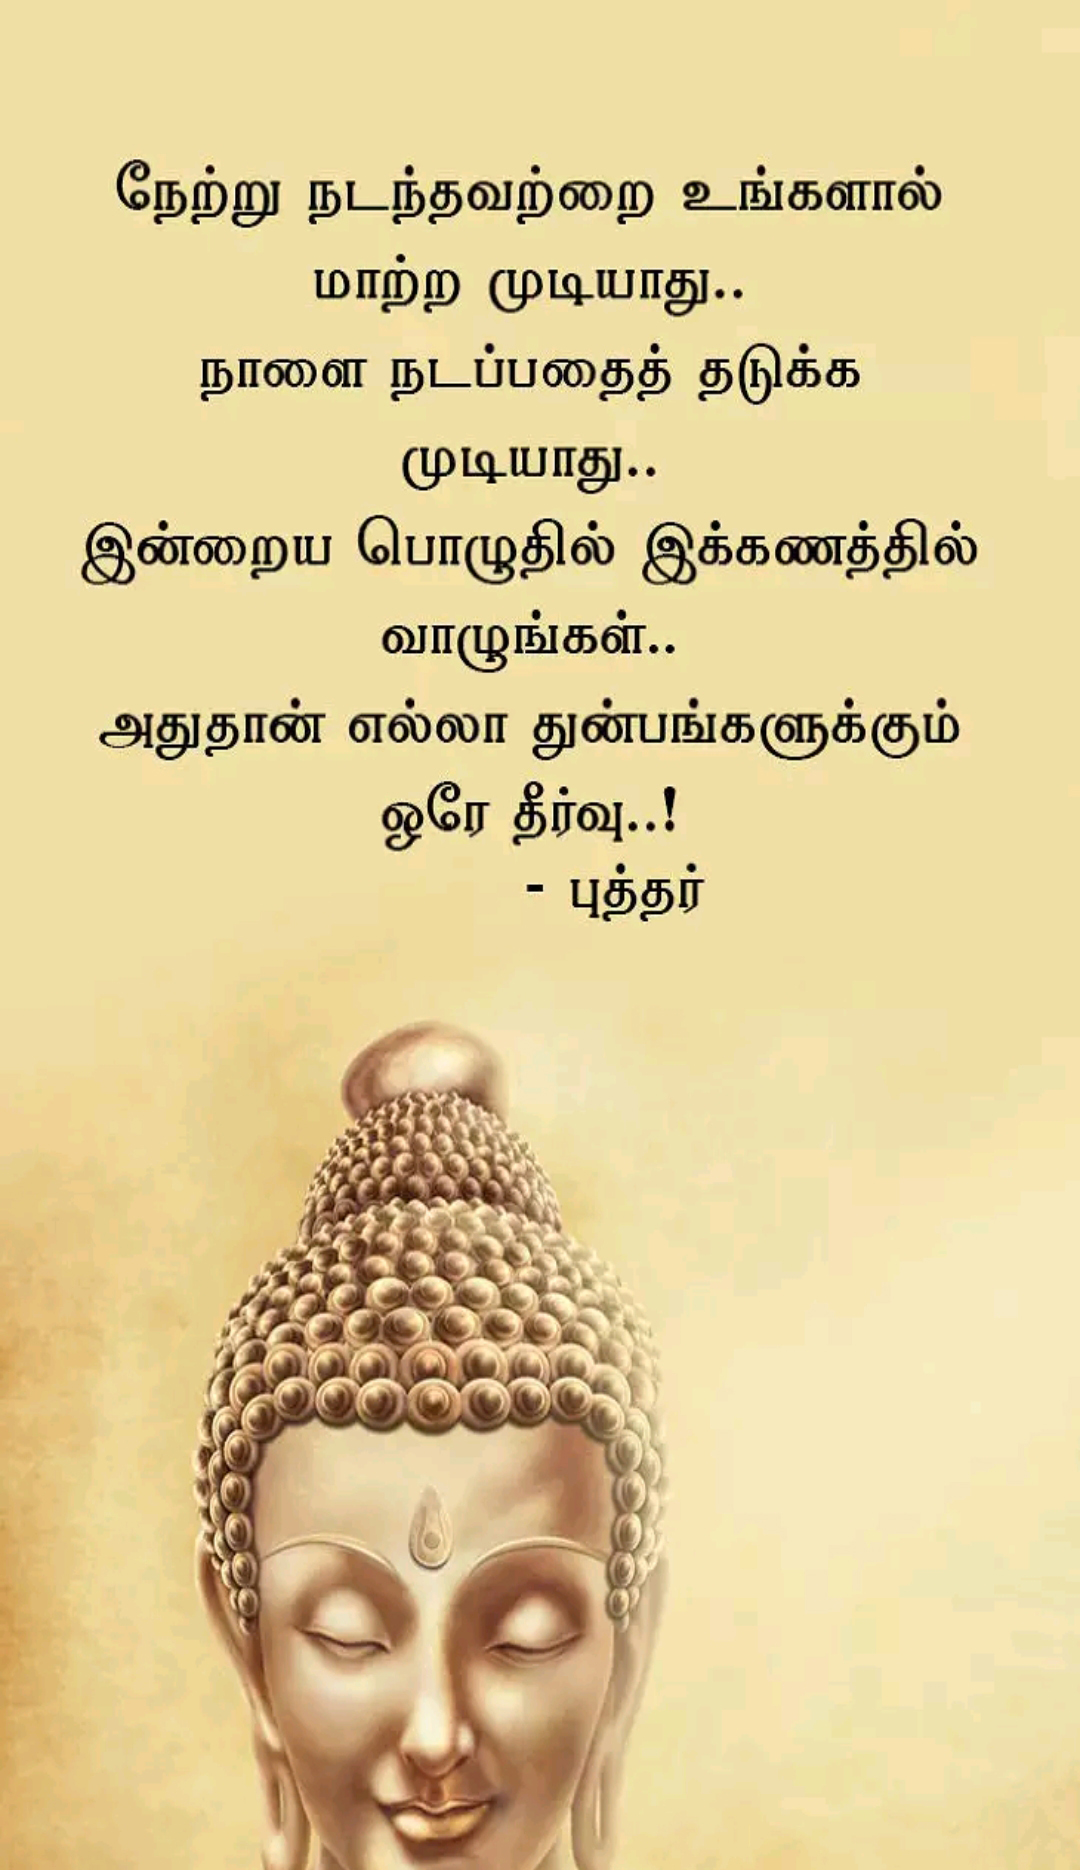 நேற்று நடந்தவற்றை உங்களால்
மாற்ற முடியாது..
நாளை நடப்பதைத் தடுக்க
முடியாது..
இன்றைய பொழுதில் இக்கணத்தில்
வாழுங்கள்..
அதுதான் எல்லா துன்பங்களுக்கும்
ஒரே தீர்வு..!
- புத்தர்